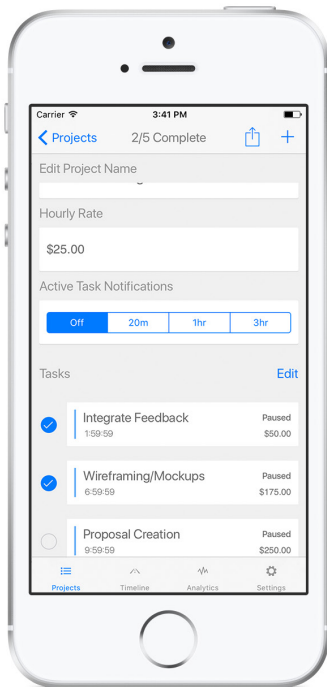 Carrier 3:41 PM
Projects 2/5 Complete
Edit Project Name
Hourly Rate
$25.00
Active Task Notifications
Off 20m 1hr 3hr
Tasks Edit
Integrate Feedback Paused
1:59:59 $50.00
Wireframing/Mockups Paused
6:59:59 $175.00
Proposal Creation Paused
9:59:59 $250.00
Projects Timeline Analytics Settings